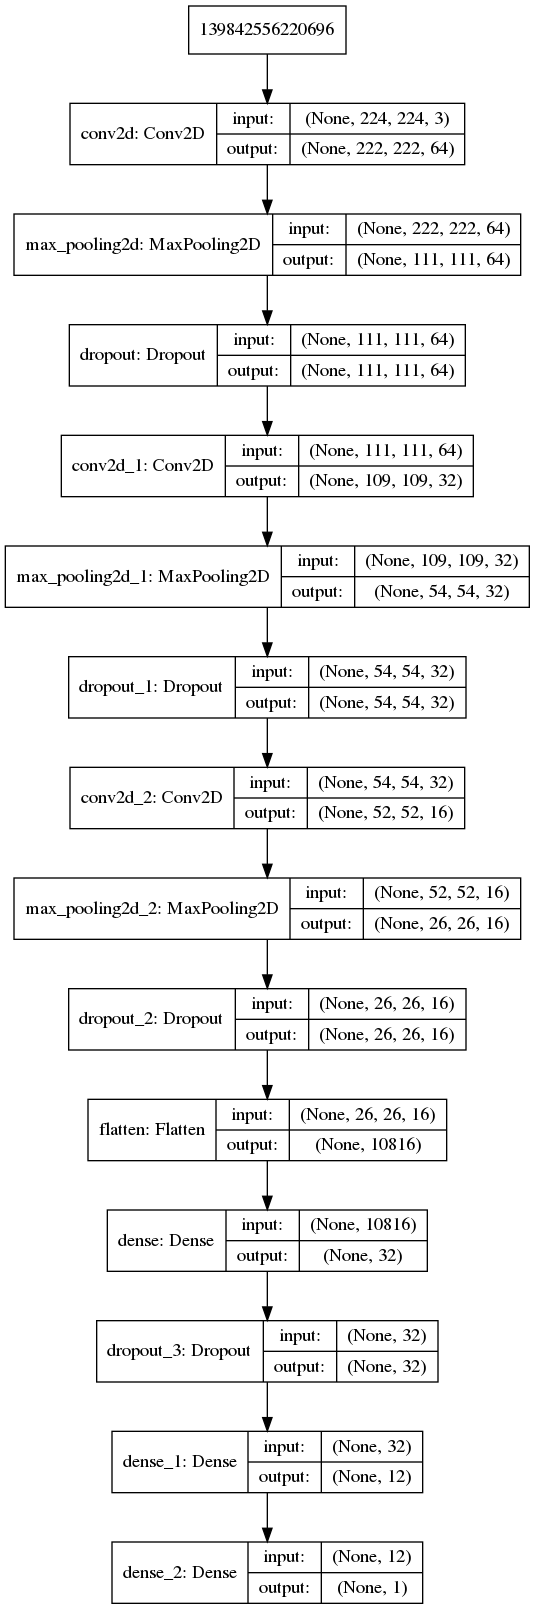 139842556220696
conv2d: Conv2D
input: (None, 224, 224, 3)
output: (None, 222, 222, 64)
max_pooling2d: MaxPooling2D
input: (None, 222, 222, 64)
output: (None, 111, 111, 64)
dropout: Dropout
input: (None, 111, 111, 64)
output: (None, 111, 111, 64)
conv2d_1: Conv2D
input: (None, 111, 111, 64)
output: (None, 109, 109, 32)
max_pooling2d_1: MaxPooling2D
input: (None, 109, 109, 32)
output: (None, 54, 54, 32)
dropout_1: Dropout
input: (None, 54, 54, 32)
output: (None, 54, 54, 32)
conv2d_2: Conv2D
input: (None, 54, 54, 32)
output: (None, 52, 52, 16)
max_pooling2d_2: MaxPooling2D
input: (None, 52, 52, 16)
output: (None, 26, 26, 16)
dropout_2: Dropout
input: (None, 26, 26, 16)
output: (None, 26, 26, 16)
flatten: Flatten
input: (None, 26, 26, 16)
output: (None, 10816)
dense: Dense
input: (None, 10816)
output: (None, 32)
dropout_3: Dropout
input: (None, 32)
output: (None, 32)
dense_1: Dense
input: (None, 32)
output: (None, 12)
dense_2: Dense
input: (None, 12)
output: (None, 1)